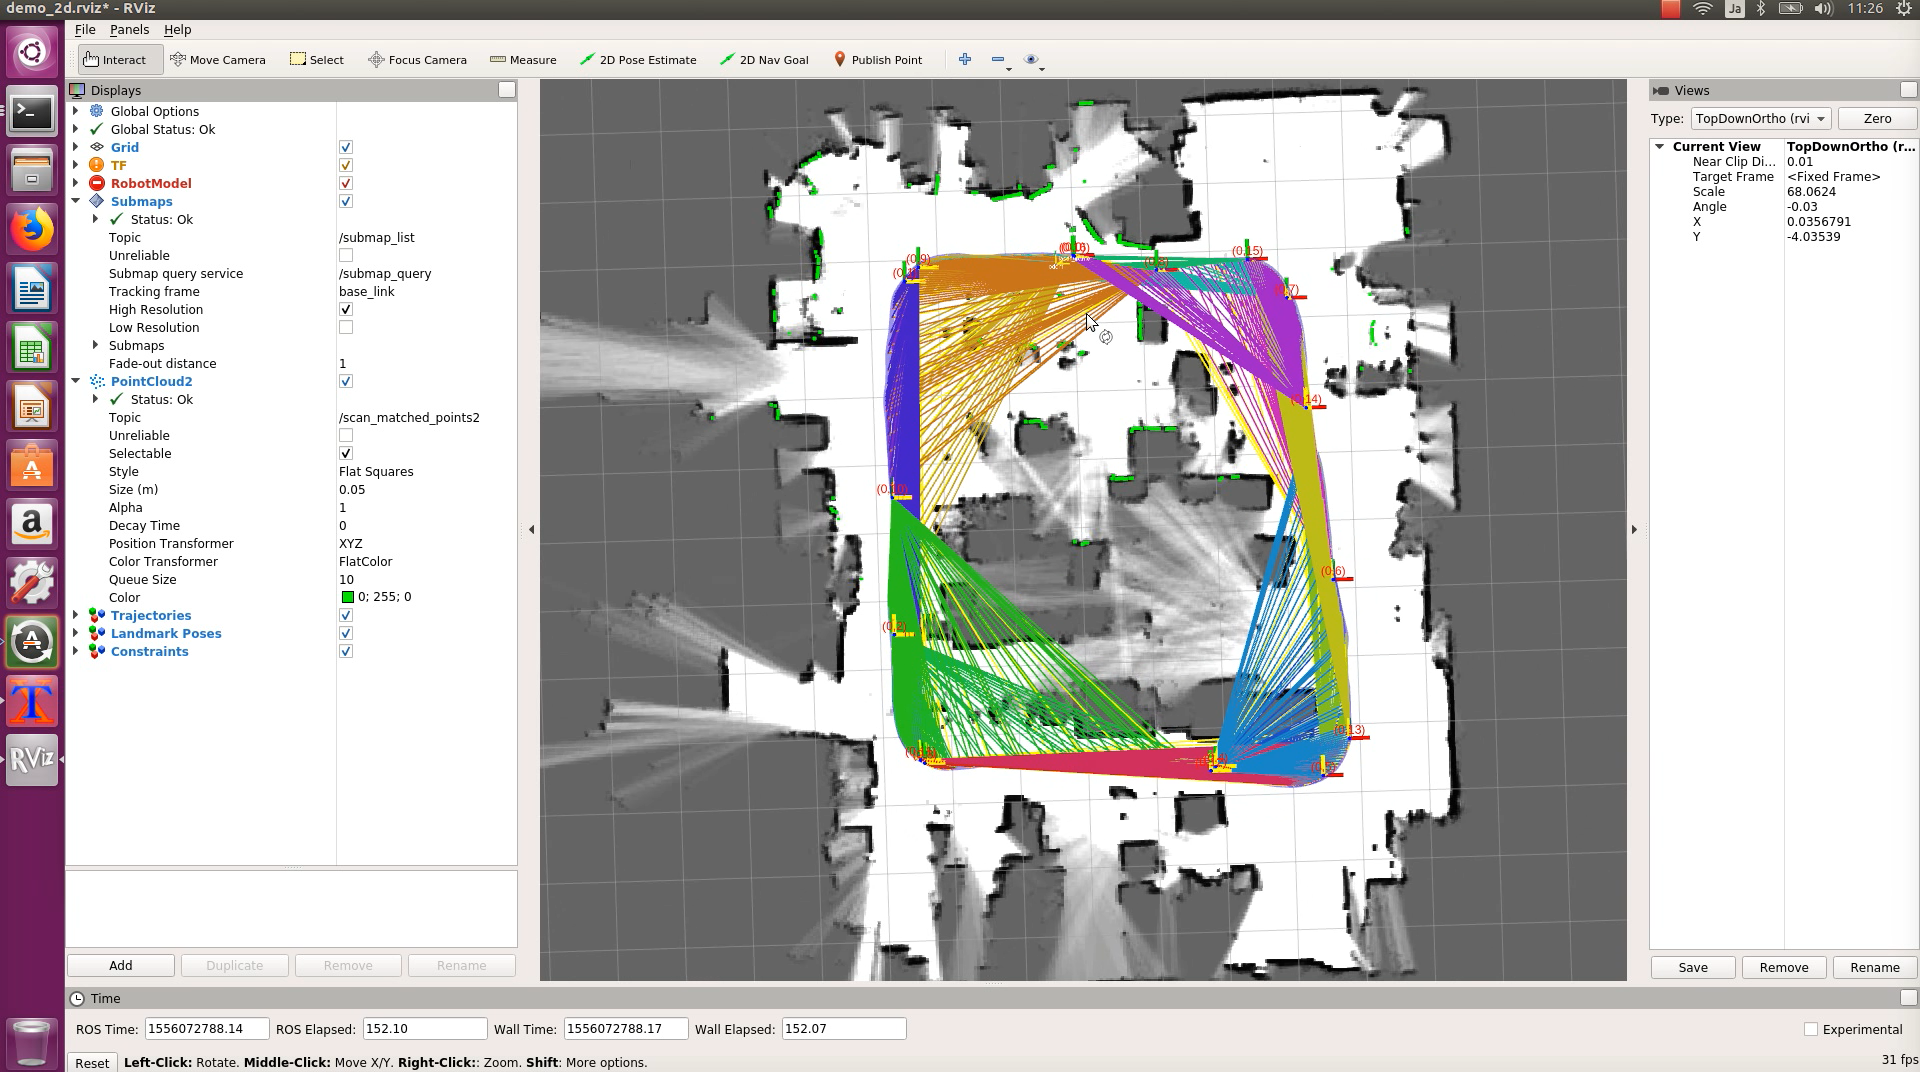 demo_2d.rviz* - RViz
Ja
11:26
File Panels Help
Interact Move Camera Select Focus Camera Measure 2D Pose Estimate 2D Nav Goal Publish Point
Displays
Global Options
Global Status: Ok
Grid
TF
RobotModel
Submaps
Status: Ok
Topic /submap_list
Unreliable
Submap query service /submap_query
Tracking frame base_link
High Resolution
Low Resolution
Submaps
Fade-out distance 1
PointCloud2
Status: Ok
Topic /scan_matched_points2
Unreliable
Selectable
Style Flat Squares
Size (m) 0.05
Alpha 1
Decay Time 0
Position Transformer XYZ
Color Transformer FlatColor
Queue Size 10
Color 0; 255; 0
Trajectories
Landmark Poses
Constraints
Add Duplicate Remove Rename
(0,9)
(0,15)
(0,10)
(0,6)
(0,2)
(0,13)
Views
Type: TopDownOrtho (rvi Zero
Current View TopDownOrtho (r...
Near Clip Di... 0.01
Target Frame <Fixed Frame>
Scale 68.0624
Angle -0.03
X 0.0356791
Y -4.03539
Save Remove Rename
RViz
Time
ROS Time: 1556072788.14 ROS Elapsed: 152.10 Wall Time: 1556072788.17 Wall Elapsed: 152.07 Experimental
Reset Left-Click: Rotate. Middle-Click: Move X/Y. Right-Click:: Zoom. Shift: More options. 31 fps